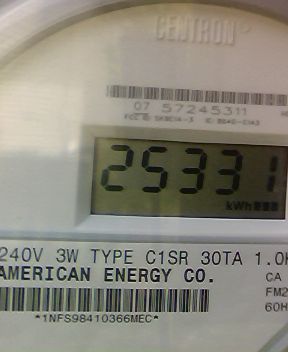 CENTRON®
07 57245311
25331
kWh
240V 3W TYPE C1SR 30TA 1.0
AMERICAN ENERGY CO.
CA
FM2
60H
*1NFS98410366MEC*